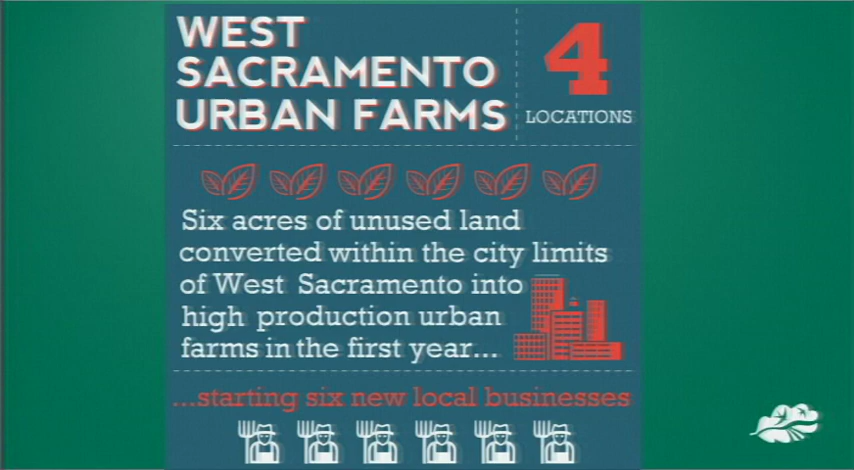 WEST
SACRAMENTO
URBAN FARMS
4
LOCATIONS
Six acres of unused land
converted within the city limits
of West Sacramento into
high production urban
farms in the first year...
...starting six new local businesses